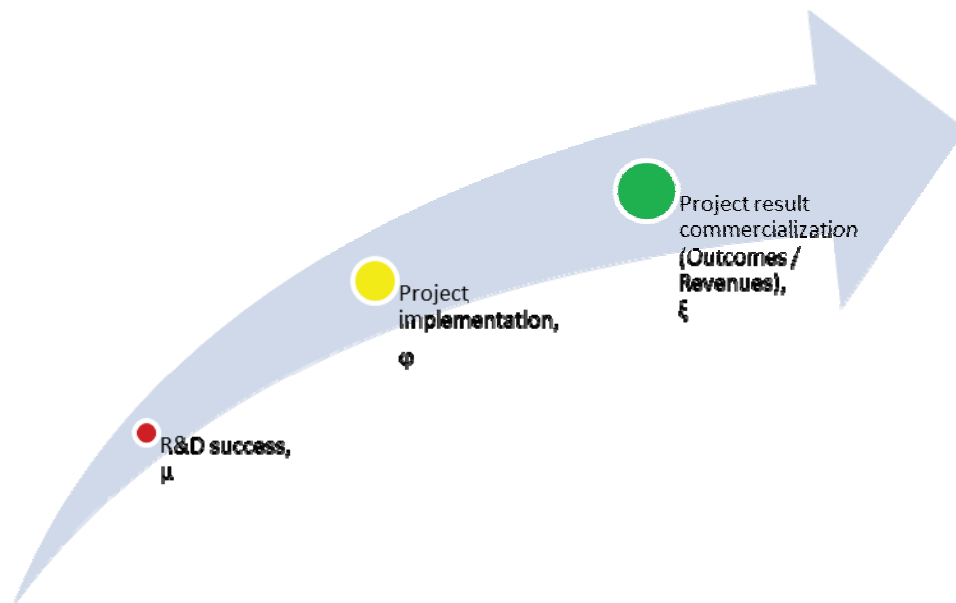 R&D success,
μ
Project
implementation,
φ
Project result
commercialization
(Outcomes /
Revenues),
ξ